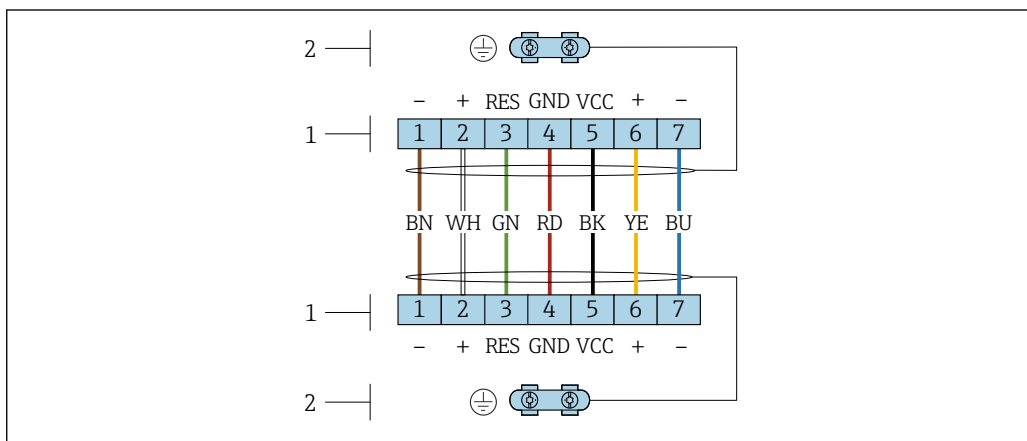 2
– + RES GND VCC + –
1 1 2 3 4 5 6 7
BN WH GN RD BK YE BU
1 1 2 3 4 5 6 7
– + RES GND VCC + –
2